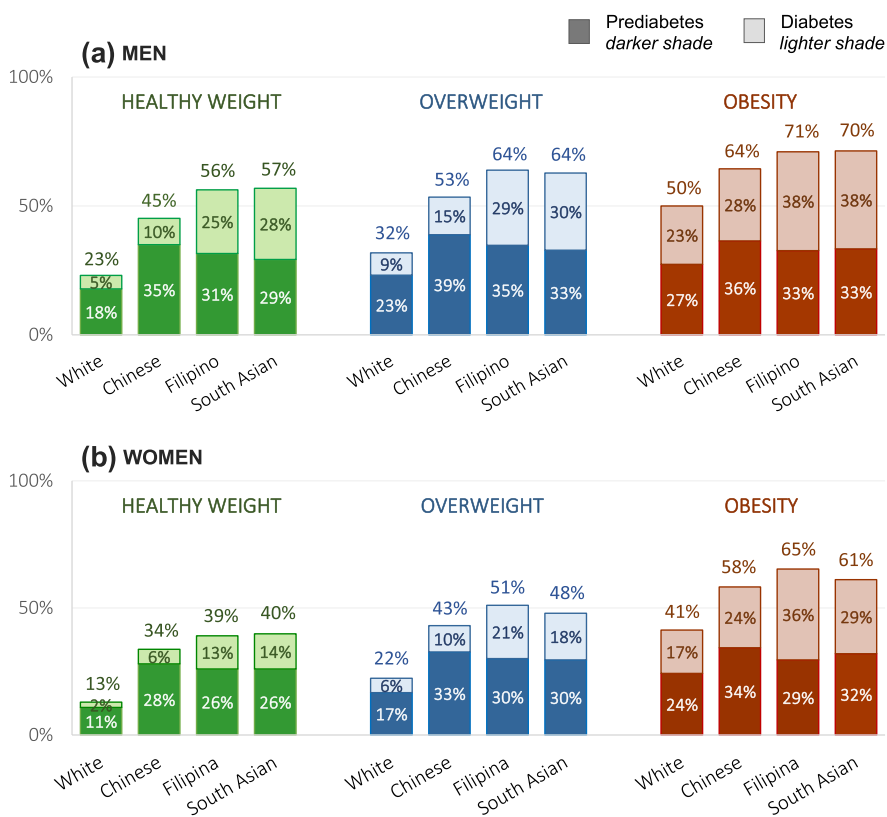 Prediabetes
darker shade
Diabetes
lighter shade
(a) MEN
100%
HEALTHY WEIGHT
OVERWEIGHT
OBESITY
50%
0%
23%
5%
18%
45%
10%
35%
56%
25%
31%
57%
28%
29%
32%
9%
23%
53%
15%
39%
64%
29%
35%
64%
30%
33%
50%
23%
27%
64%
28%
36%
71%
38%
33%
70%
38%
33%
White
Chinese
Filipino
South Asian
White
Chinese
Filipino
South Asian
White
Chinese
Filipino
South Asian
(b) WOMEN
100%
HEALTHY WEIGHT
OVERWEIGHT
OBESITY
50%
0%
13%
2%
11%
34%
6%
28%
39%
13%
26%
40%
14%
26%
22%
6%
17%
43%
10%
33%
51%
21%
30%
48%
18%
30%
41%
17%
24%
58%
24%
34%
65%
36%
29%
61%
29%
32%
White
Chinese
Filipina
South Asian
White
Chinese
Filipina
South Asian
White
Chinese
Filipina
South Asian